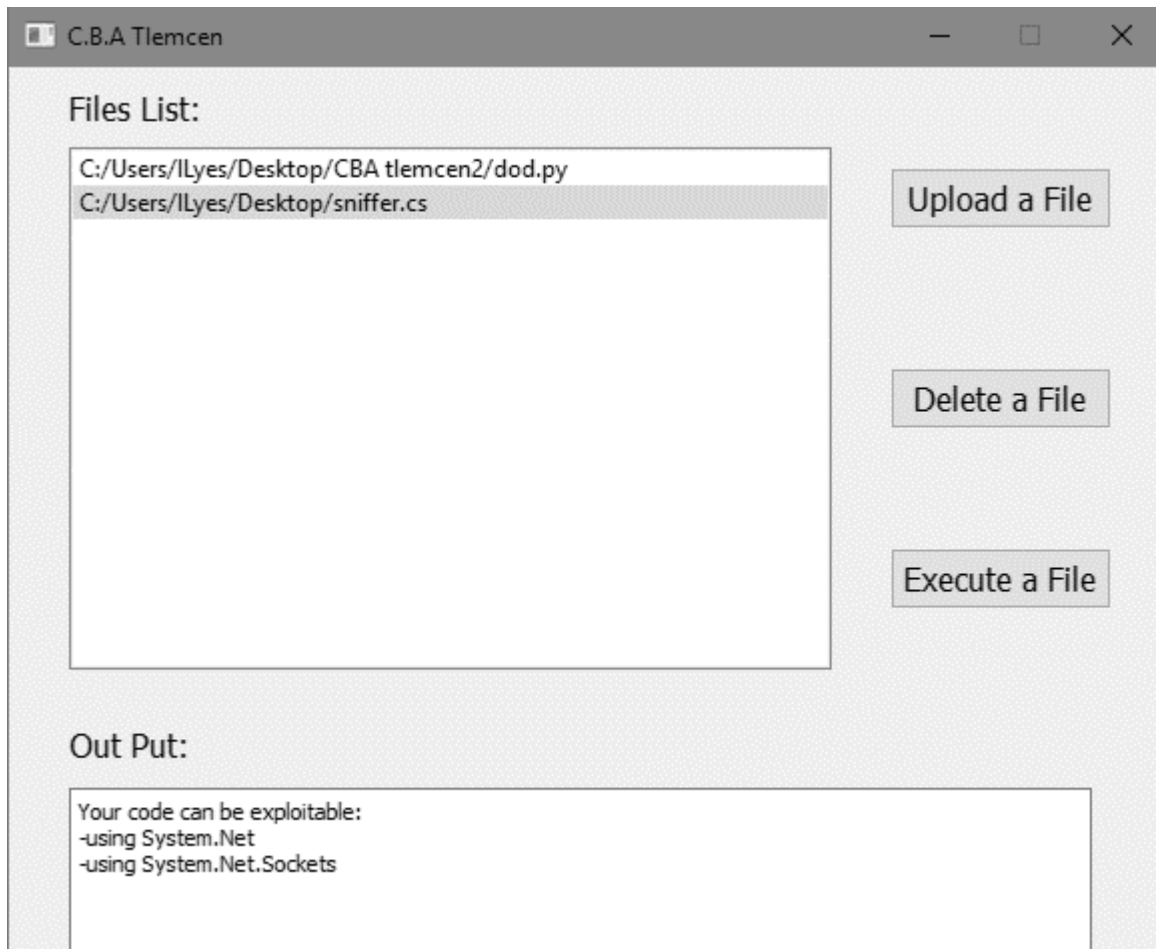 C.B.A Tlemcen
Files List:
C:/Users/ILyes/Desktop/CBA tlemcen2/dod.py
C:/Users/ILyes/Desktop/sniffer.cs
Upload a File
Delete a File
Execute a File
Out Put:
Your code can be exploitable:
-using System.Net
-using System.Net.Sockets